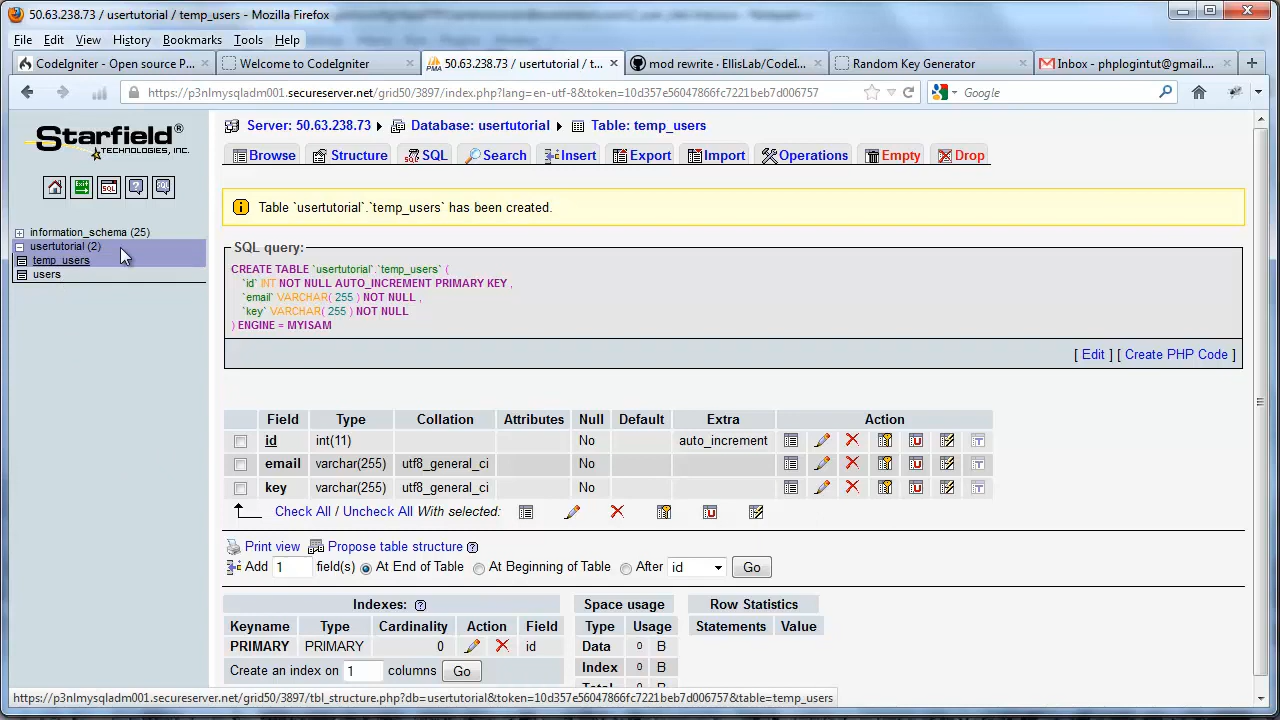 50.63.238.73 / usertutorial / temp_users - Mozilla Firefox
File Edit View History Bookmarks Tools Help
CodeIgniter - Open source P... Welcome to CodeIgniter 50.63.238.73 / usertutorial / t... mod rewrite · EllisLab/CodeI... Random Key Generator Inbox - phplogintut@gmail....
PMA
https://p3nlmysqladm001.secureserver.net/grid50/3897/index.php?lang=en-utf-8&token=10d357e56047866fc7221beb7d006757 Google
Starfield®
TECHNOLOGIES, INC.
Exit SQL ? SQL
information_schema (25)
usertutorial (2)
temp_users
users
Server: 50.63.238.73 Database: usertutorial Table: temp_users
Browse Structure SQL Search Insert Export Import Operations Empty Drop
Table `usertutorial`.`temp_users` has been created.
SQL query:
CREATE TABLE `usertutorial`.`temp_users` (
`id` INT NOT NULL AUTO_INCREMENT PRIMARY KEY ,
`email` VARCHAR( 255 ) NOT NULL ,
`key` VARCHAR( 255 ) NOT NULL
) ENGINE = MYISAM
[ Edit ] [ Create PHP Code ]
Field Type Collation Attributes Null Default Extra Action
id int(11) No auto_increment
email varchar(255) utf8_general_ci No
key varchar(255) utf8_general_ci No
Check All / Uncheck All With selected:
Print view Propose table structure ?
Add 1 field(s) At End of Table At Beginning of Table After id Go
Indexes: ? Space usage Row Statistics
Keyname Type Cardinality Action Field Type Usage Statements Value
PRIMARY PRIMARY 0 id Data 0 B
Create an index on 1 columns Go Index 0 B
https://p3nlmysqladm001.secureserver.net/grid50/3897/tbl_structure.php?db=usertutorial&token=10d357e56047866fc7221beb7d006757&table=temp_users